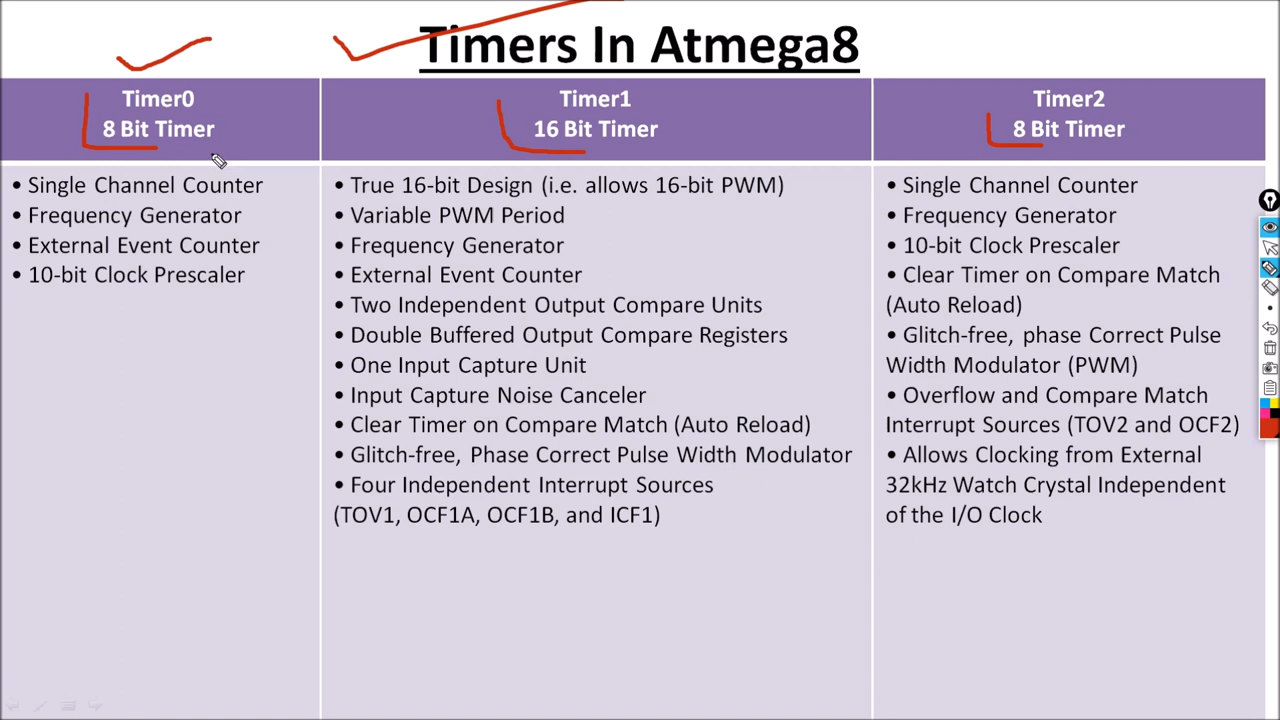 Timers In Atmega8
Timer0
8 Bit Timer
• Single Channel Counter
• Frequency Generator
• External Event Counter
• 10-bit Clock Prescaler
Timer1
16 Bit Timer
• True 16-bit Design (i.e. allows 16-bit PWM)
• Variable PWM Period
• Frequency Generator
• External Event Counter
• Two Independent Output Compare Units
• Double Buffered Output Compare Registers
• One Input Capture Unit
• Input Capture Noise Canceler
• Clear Timer on Compare Match (Auto Reload)
• Glitch-free, Phase Correct Pulse Width Modulator
• Four Independent Interrupt Sources
(TOV1, OCF1A, OCF1B, and ICF1)
Timer2
8 Bit Timer
• Single Channel Counter
• Frequency Generator
• 10-bit Clock Prescaler
• Clear Timer on Compare Match
(Auto Reload)
• Glitch-free, phase Correct Pulse
Width Modulator (PWM)
• Overflow and Compare Match
Interrupt Sources (TOV2 and OCF2)
• Allows Clocking from External
32kHz Watch Crystal Independent
of the I/O Clock